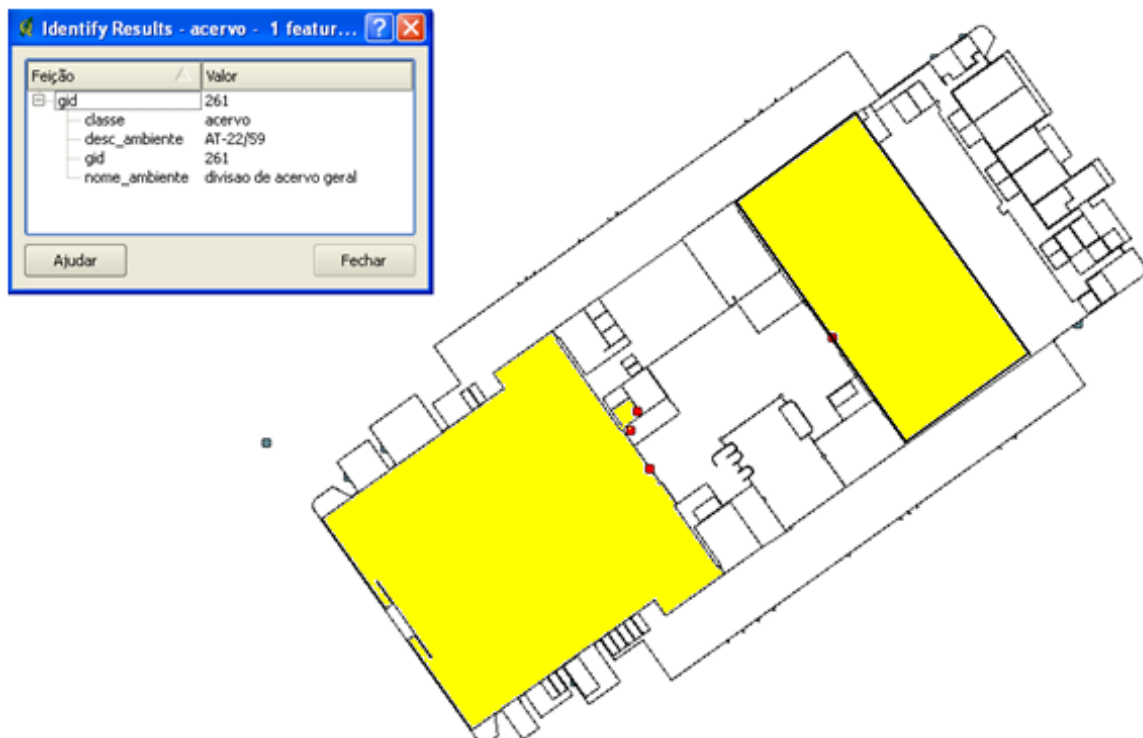 Identify Results - acervo - 1 featur...
Feição Valor
gid 261
classe acervo
desc_ambiente AT-22/59
gid 261
nome_ambiente divisao de acervo geral
Ajudar Fechar